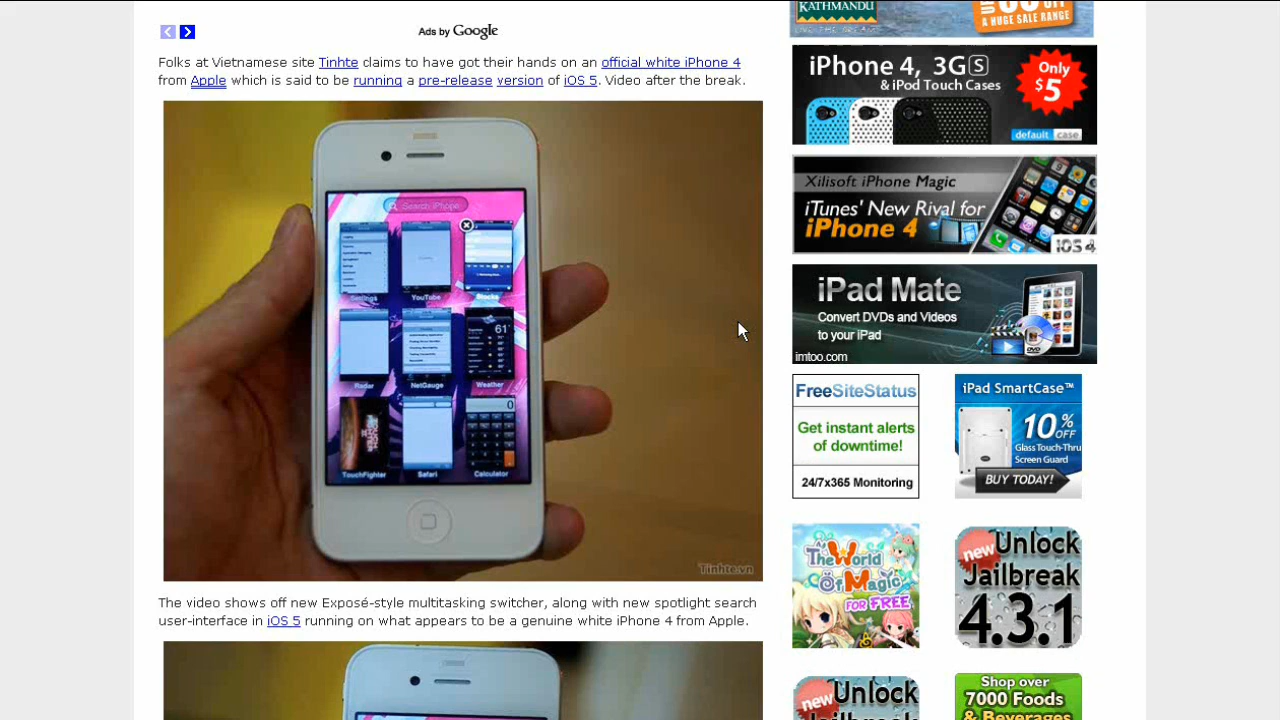 KATHMANDU
A HUGE SALE RANGE
Ads by Google
Folks at Vietnamese site Tinhte claims to have got their hands on an official white iPhone 4
from Apple which is said to be running a pre-release version of iOS 5. Video after the break.
Search iPhone
Settings YouTube Stocks
61°
Radar NetGauge Weather
0
TouchFighter Safari Calculator
Tinhte.vn
The video shows off new Exposé-style multitasking switcher, along with new spotlight search
user-interface in iOS 5 running on what appears to be a genuine white iPhone 4 from Apple.
iPhone 4, 3GS
& iPod Touch Cases
Only
$5
default case
Xilisoft iPhone Magic
iTunes' New Rival for
iPhone 4
iOS 4
iPad Mate
Convert DVDs and Videos
to your iPad
DVD
imtoo.com
FreeSiteStatus
Get instant alerts
of downtime!
24/7x365 Monitoring
iPad SmartCase™
10%
OFF
Glass Touch-Thru
Screen Guard
BUY TODAY!
The World
Of Magic
FOR FREE
new Unlock
Jailbreak
4.3.1
new Unlock
Jailbreak
Shop over
7000 Foods
& Beverages